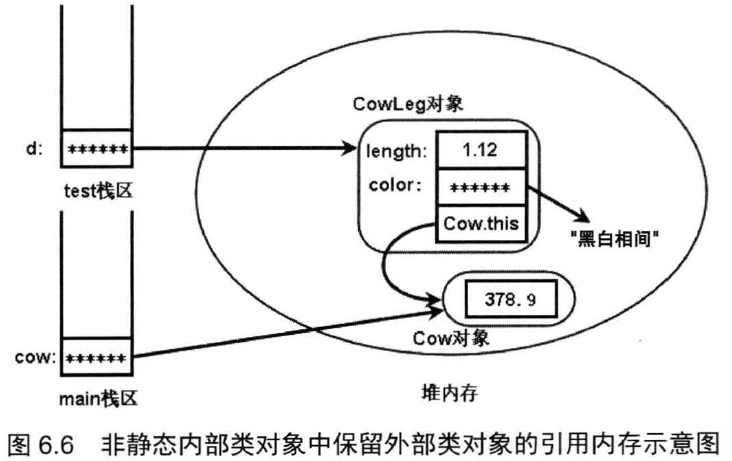 CowLeg对象
d:
******
length:
1.12
color:
******
test栈区
Cow.this
"黑白相间"
378.9
cow:
******
Cow对象
main栈区
堆内存
图 6.6 非静态内部类对象中保留外部类对象的引用内存示意图